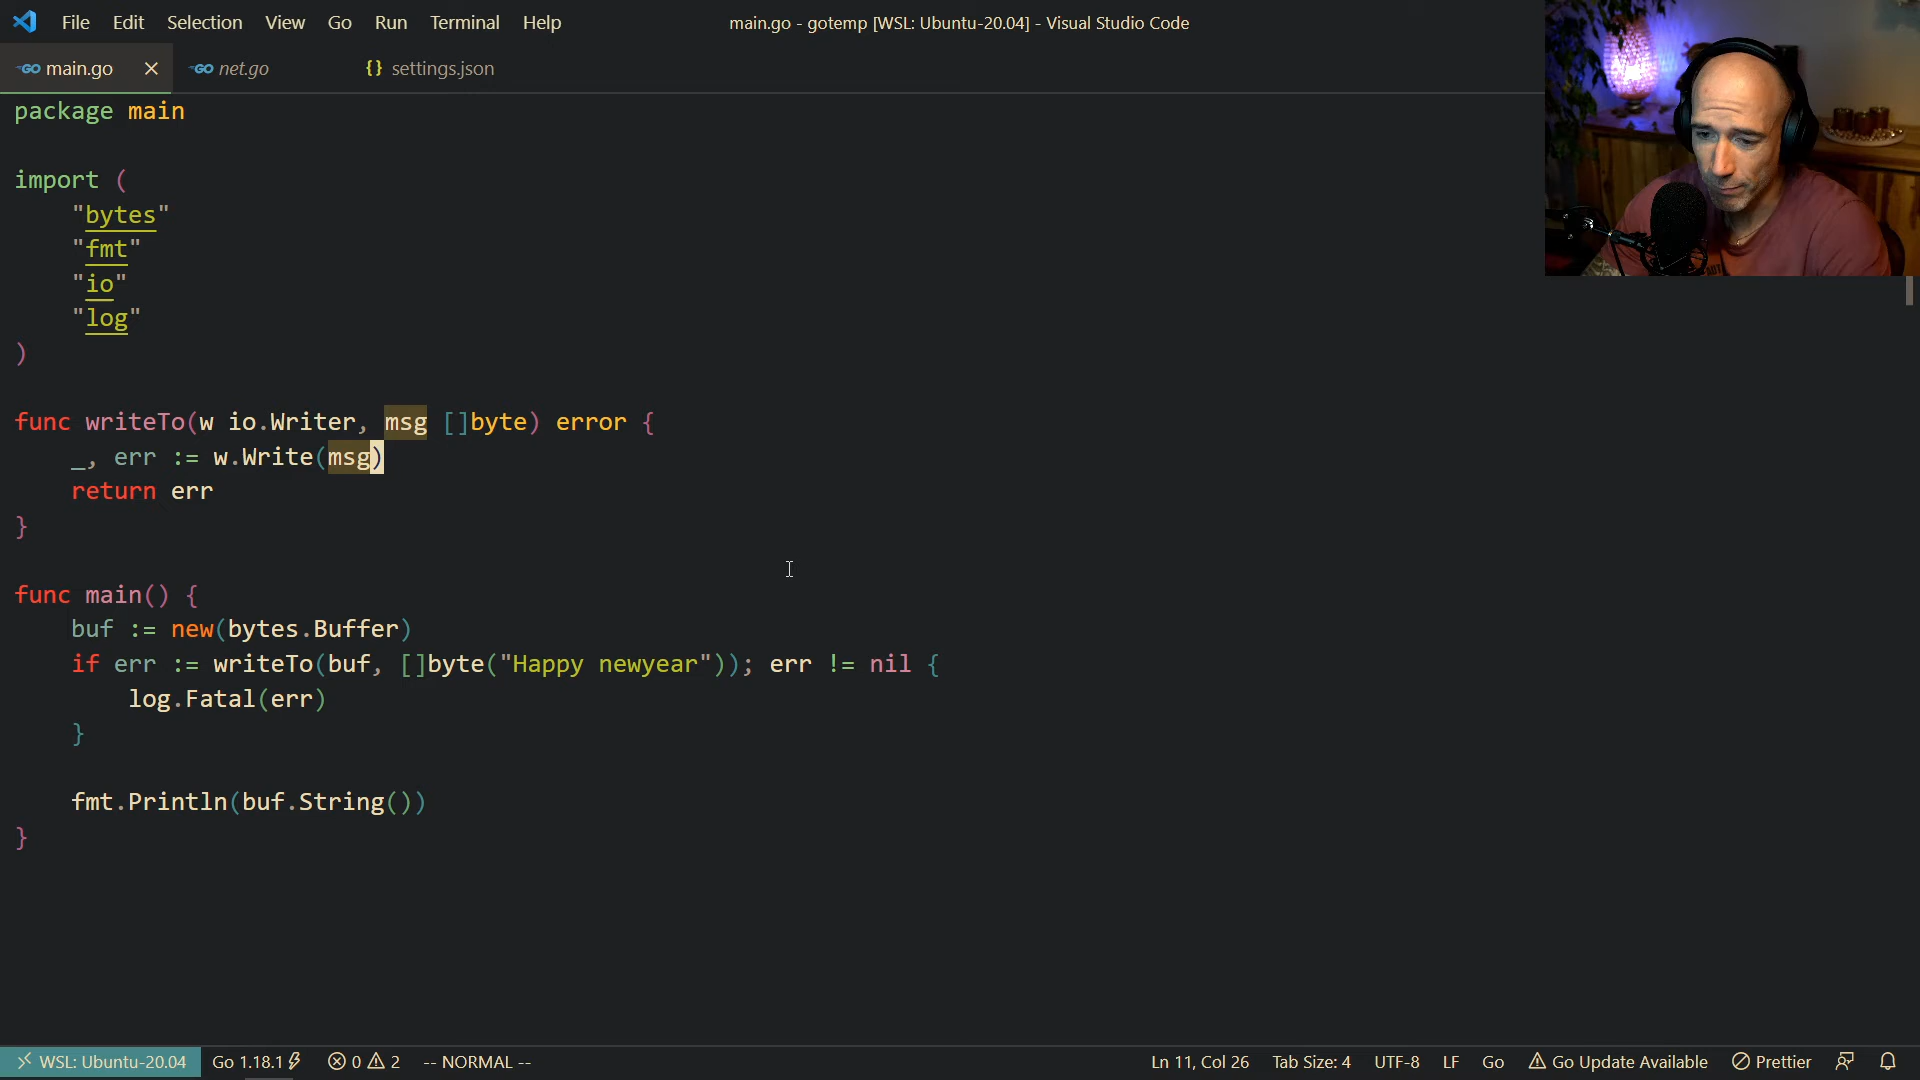 File Edit Selection View Go Run Terminal Help main.go - gotemp [WSL: Ubuntu-20.04] - Visual Studio Code
GO main.go GO net.go {} settings.json
package main
import (
"bytes"
"fmt"
"io"
"log"
)
func writeTo(w io.Writer, msg []byte) error {
_, err := w.Write(msg)
return err
}
func main() {
buf := new(bytes.Buffer)
if err := writeTo(buf, []byte("Happy newyear")); err != nil {
log.Fatal(err)
}
fmt.Println(buf.String())
}
WSL: Ubuntu-20.04 Go 1.18.1 0 2 -- NORMAL -- Ln 11, Col 26 Tab Size: 4 UTF-8 LF Go Go Update Available Prettier